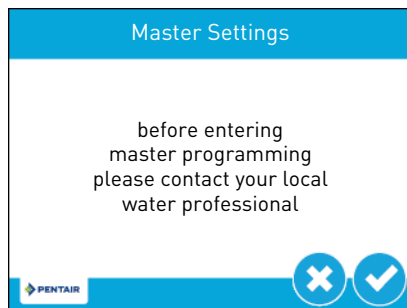 Master Settings
before entering
master programming
please contact your local
water professional
PENTAIR